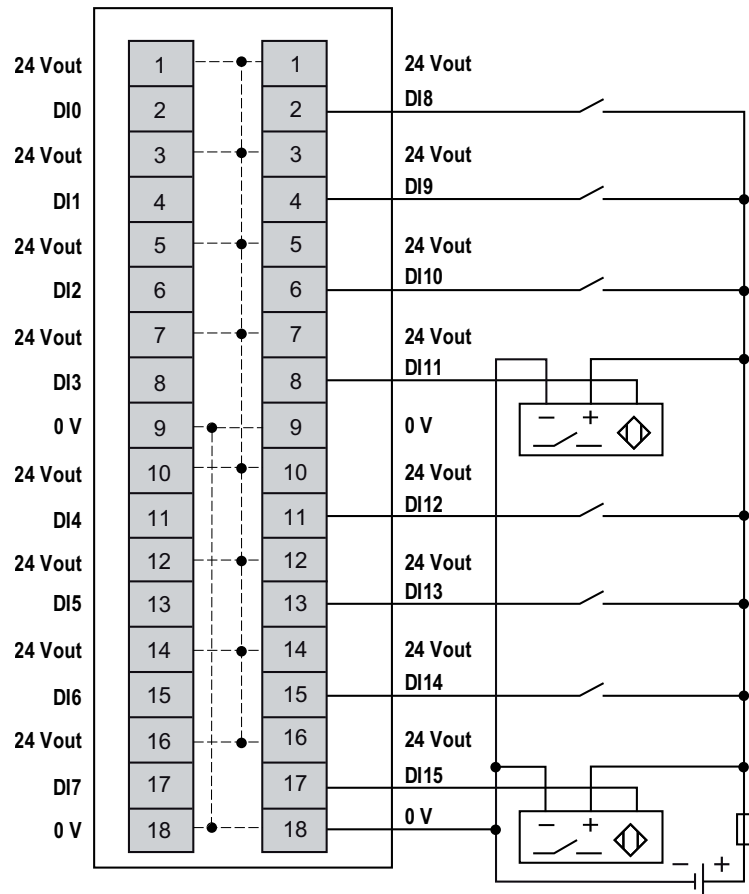 24 Vout 1 1 24 Vout
DI0 2 2 DI8
24 Vout 3 3 24 Vout
DI1 4 4 DI9
24 Vout 5 5 24 Vout
DI2 6 6 DI10
24 Vout 7 7 24 Vout
DI3 8 8 DI11
0 V 9 9 0 V
− +
24 Vout 10 10 24 Vout
DI4 11 11 DI12
24 Vout 12 12 24 Vout
DI5 13 13 DI13
24 Vout 14 14 24 Vout
DI6 15 15 DI14
24 Vout 16 16 24 Vout
DI7 17 17 DI15
0 V 18 18 0 V
− +
− +